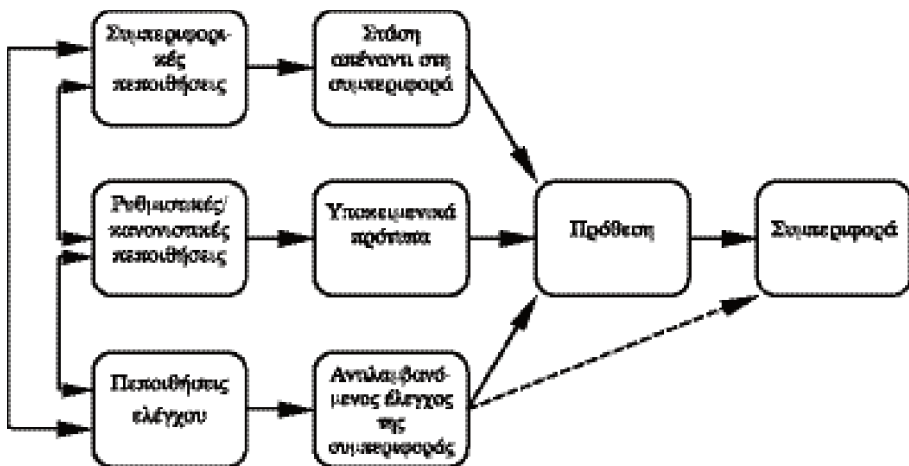 Συμπεριφορι-
κές
πεποιθήσεις
Στάση
απέναντι στη
συμπεριφορά
Ρυθμιστικές/
κανονιστικές
πεποιθήσεις
Υποκειμενικά
πρότυπα
Πρόθεση
Συμπεριφορά
Πεποιθήσεις
ελέγχου
Αντιλαμβανό-
μενος έλεγχος
της
συμπεριφοράς